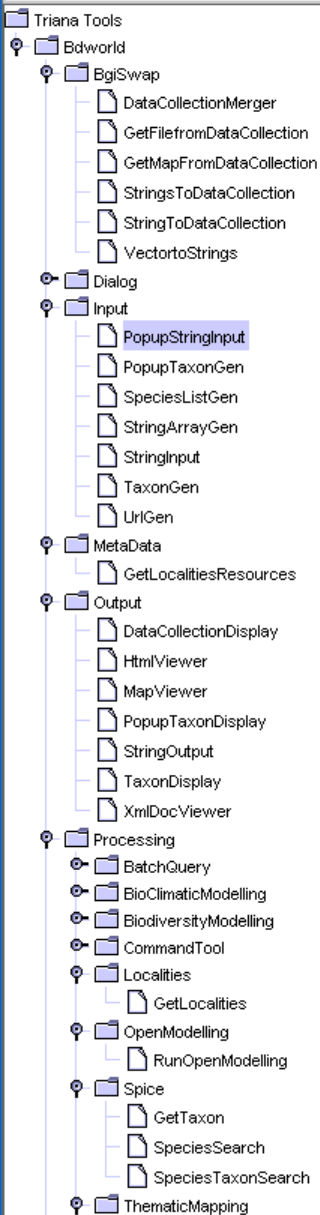 Triana Tools
Bdworld
BgiSwap
DataCollectionMerger
GetFilefromDataCollection
GetMapFromDataCollection
StringsToDataCollection
StringToDataCollection
VectortoStrings
Dialog
Input
PopupStringInput
PopupTaxonGen
SpeciesListGen
StringArrayGen
StringInput
TaxonGen
UrlGen
MetaData
GetLocalitiesResources
Output
DataCollectionDisplay
HtmlViewer
MapViewer
PopupTaxonDisplay
StringOutput
TaxonDisplay
XmlDocViewer
Processing
BatchQuery
BioClimaticModelling
BiodiversityModelling
CommandTool
Localities
GetLocalities
OpenModelling
RunOpenModelling
Spice
GetTaxon
SpeciesSearch
SpeciesTaxonSearch
ThematicMapping